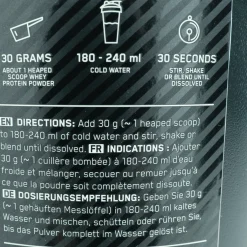 30 GRAMS
ABOUT 1 HEAPED
SCOOP WHEY
PROTEIN POWDER
180 - 240 ml
COLD WATER
30 SECONDS
STIR, SHAKE
OR BLEND UNTIL
DISSOLVED
EN DIRECTIONS: Add 30 g (~ 1 heaped scoop)
to 180-240 ml of cold water and stir, shake or
blend until dissolved. FR INDICATIONS : Ajouter
30 g (~ 1 cuillère bombée) à 180-240 ml d'eau
froide et mélanger, secouer ou remuer jusqu'à
ce que la poudre soit complètement dissoute.
DE DOSIERUNGSEMPFEHLUNG: Geben Sie 30 g
(~ 1 gehäuften Messlöffel) in 180-240 ml kaltes
Wasser und mischen, schütteln oder rühren Sie,
bis das Pulver komplett im Wasser gelöst ist.